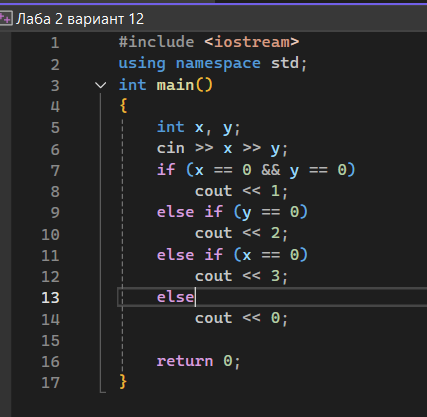 Лаба 2 вариант 12
1 #include <iostream>
2 using namespace std;
3 int main()
4 {
5 int x, y;
6 cin >> x >> y;
7 if (x == 0 && y == 0)
8 cout << 1;
9 else if (y == 0)
10 cout << 2;
11 else if (x == 0)
12 cout << 3;
13 else
14 cout << 0;
15
16 return 0;
17 }